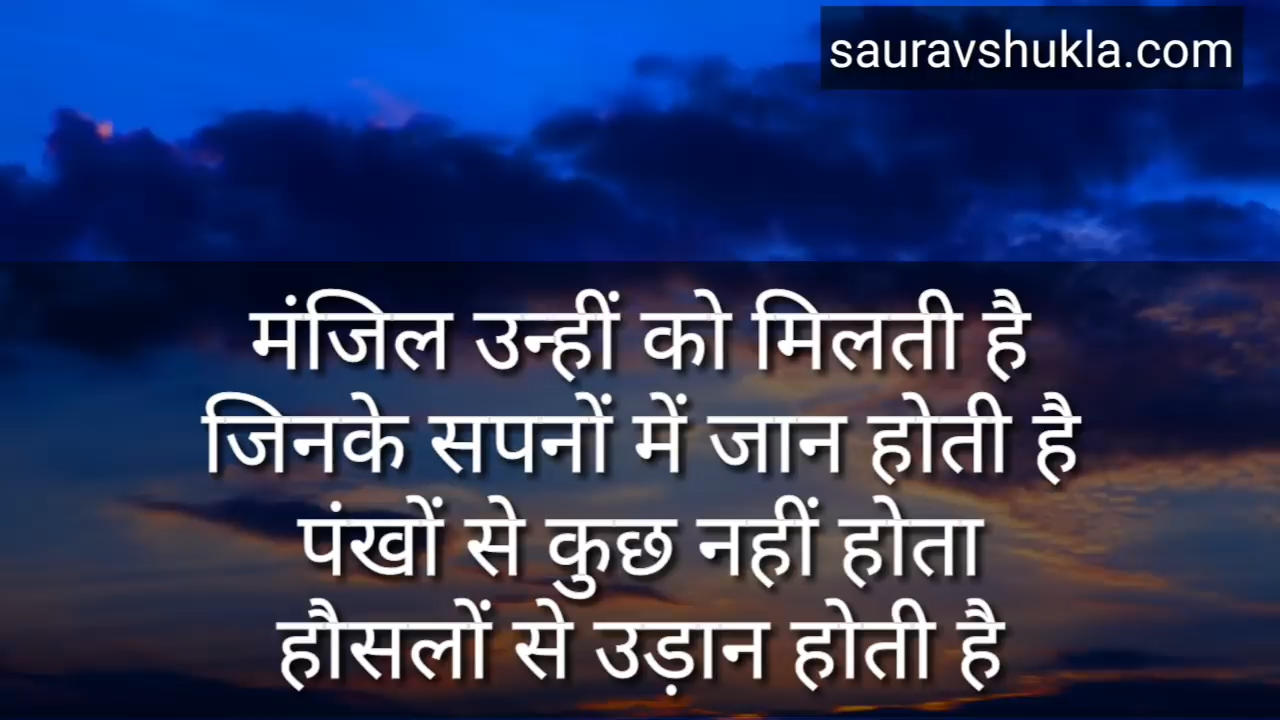 sauravshukla.com
मंजिल उन्हीं को मिलती है
जिनके सपनों में जान होती है
पंखों से कुछ नहीं होता
हौसलों से उड़ान होती है